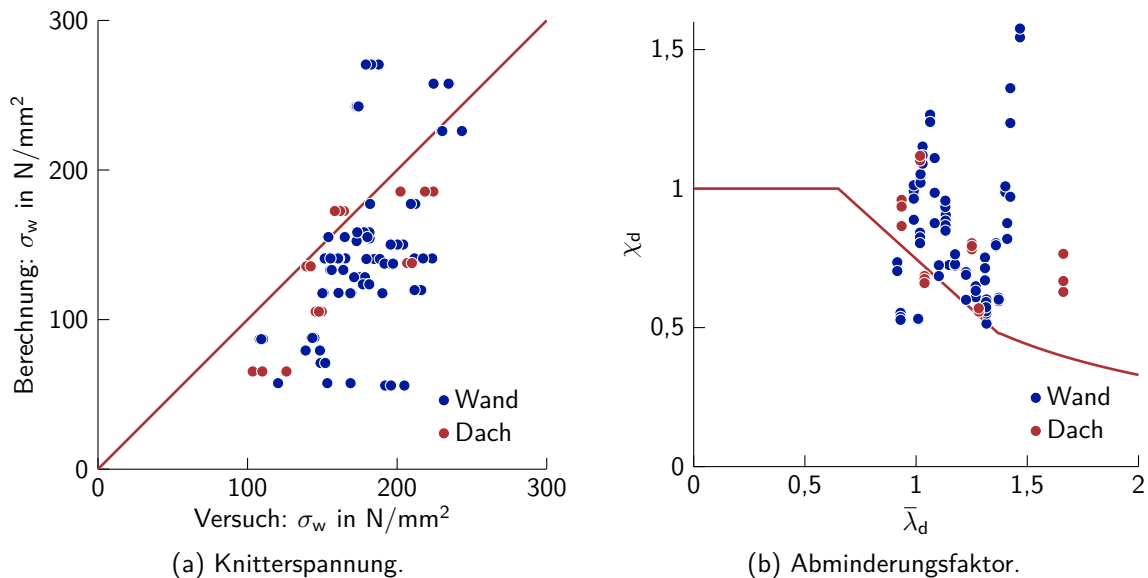 300
200
100
0
Berechnung: σw in N/mm²
0
100
200
300
Versuch: σw in N/mm²
Wand
Dach
(a) Knitterspannung.
1,5
1
0,5
0
χd
0
0,5
1
1,5
2
λ̄d
Wand
Dach
(b) Abminderungsfaktor.